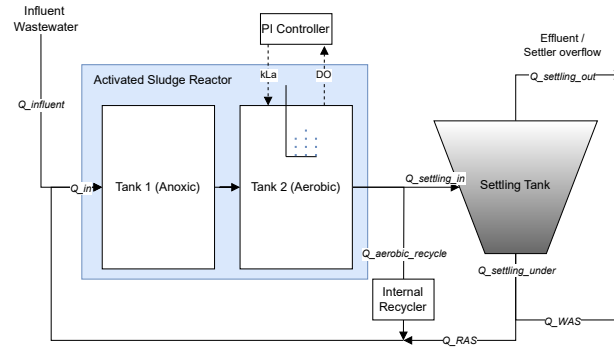 Influent
Wastewater
PI Controller
Effluent /
Settler overflow
kLa
DO
Q_settling_out
Activated Sludge Reactor
Q_influent
Tank 1 (Anoxic)
Tank 2 (Aerobic)
Settling Tank
Q_in
Q_settling_in
Q_aerobic_recycle
Q_settling_under
Internal
Recycler
Q_WAS
Q_RAS